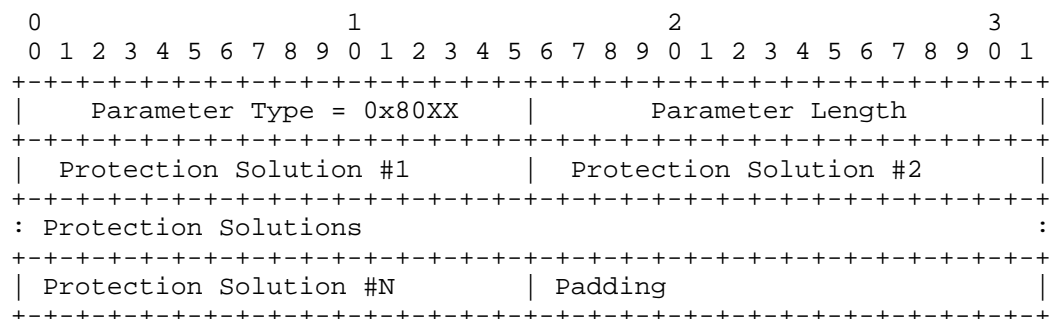 0                   1                   2                   3
 0 1 2 3 4 5 6 7 8 9 0 1 2 3 4 5 6 7 8 9 0 1 2 3 4 5 6 7 8 9 0 1
+-+-+-+-+-+-+-+-+-+-+-+-+-+-+-+-+-+-+-+-+-+-+-+-+-+-+-+-+-+-+-+-+
|    Parameter Type = 0x80XX    |       Parameter Length        |
+-+-+-+-+-+-+-+-+-+-+-+-+-+-+-+-+-+-+-+-+-+-+-+-+-+-+-+-+-+-+-+-+
|  Protection Solution #1       |  Protection Solution #2       |
+-+-+-+-+-+-+-+-+-+-+-+-+-+-+-+-+-+-+-+-+-+-+-+-+-+-+-+-+-+-+-+-+
: Protection Solutions                                          :
+-+-+-+-+-+-+-+-+-+-+-+-+-+-+-+-+-+-+-+-+-+-+-+-+-+-+-+-+-+-+-+-+
| Protection Solution #N        | Padding                       |
+-+-+-+-+-+-+-+-+-+-+-+-+-+-+-+-+-+-+-+-+-+-+-+-+-+-+-+-+-+-+-+-+